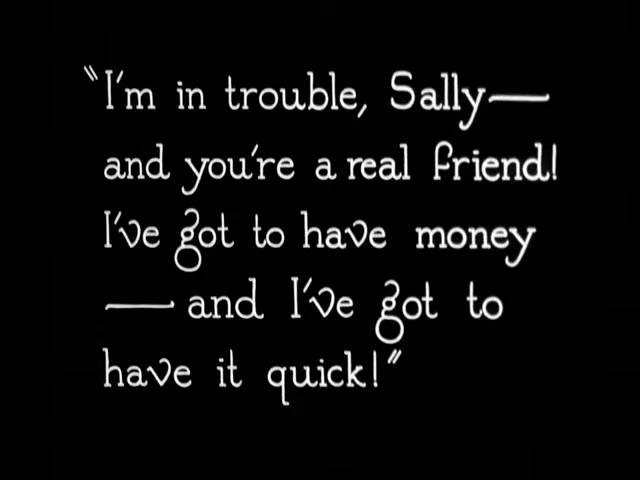 "I'm in trouble, Sally—
and you're a real friend!
I've got to have money
— and I've got to
have it quick!"